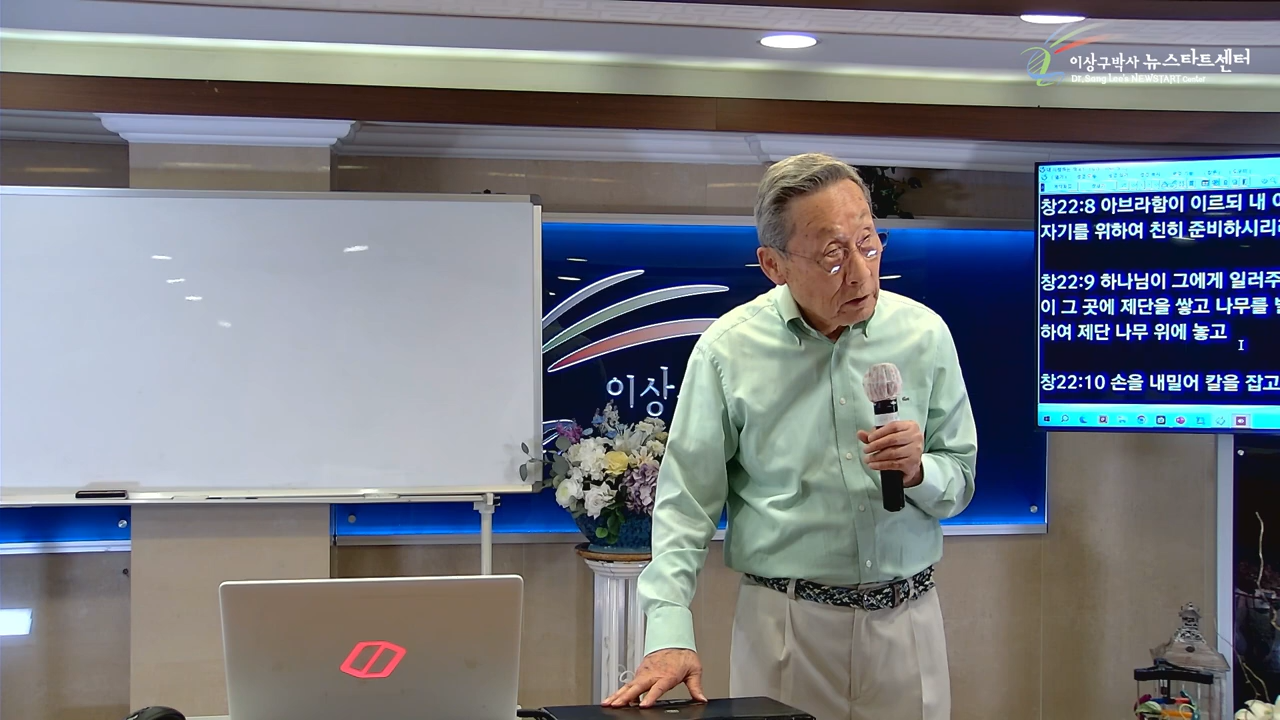 이상구박사 뉴스타트센터
Dr. Sang Lee's NEWSTART Center
창22:8 아브라함이 이르되 내
자기를 위하여 친히 준비하시리
창22:9 하나님이 그에게 일러주
이 그 곳에 제단을 쌓고 나무를
하여 제단 나무 위에 놓고
창22:10 손을 내밀어 칼을 잡고
이상